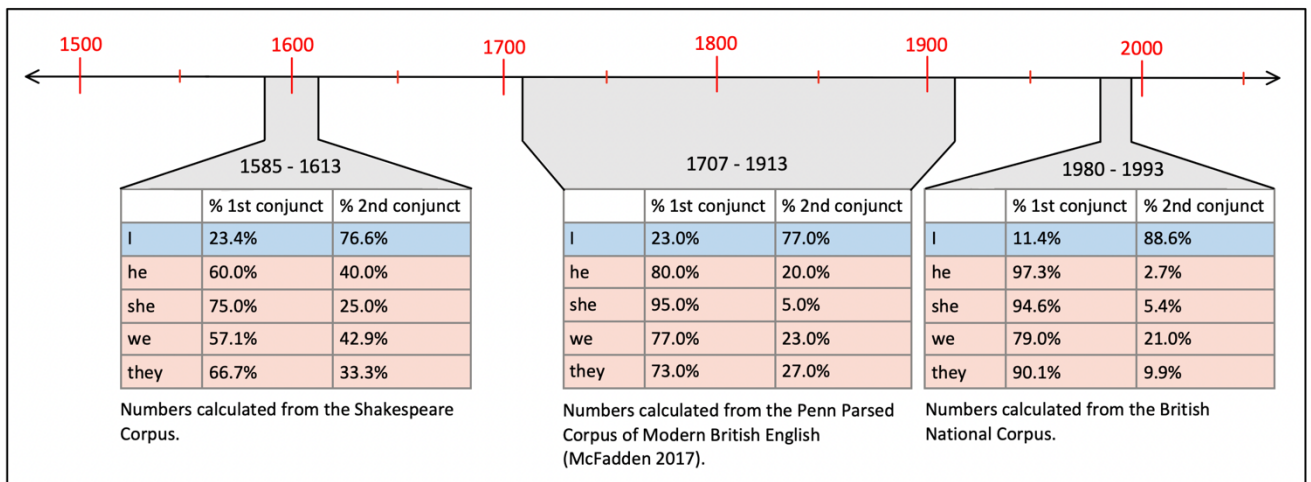 1500 1600 1700 1800 1900 2000
1585 - 1613
% 1st conjunct % 2nd conjunct
I 23.4% 76.6%
he 60.0% 40.0%
she 75.0% 25.0%
we 57.1% 42.9%
they 66.7% 33.3%
Numbers calculated from the Shakespeare
Corpus.
1707 - 1913
% 1st conjunct % 2nd conjunct
I 23.0% 77.0%
he 80.0% 20.0%
she 95.0% 5.0%
we 77.0% 23.0%
they 73.0% 27.0%
Numbers calculated from the Penn Parsed
Corpus of Modern British English
(McFadden 2017).
1980 - 1993
% 1st conjunct % 2nd conjunct
I 11.4% 88.6%
he 97.3% 2.7%
she 94.6% 5.4%
we 79.0% 21.0%
they 90.1% 9.9%
Numbers calculated from the British
National Corpus.